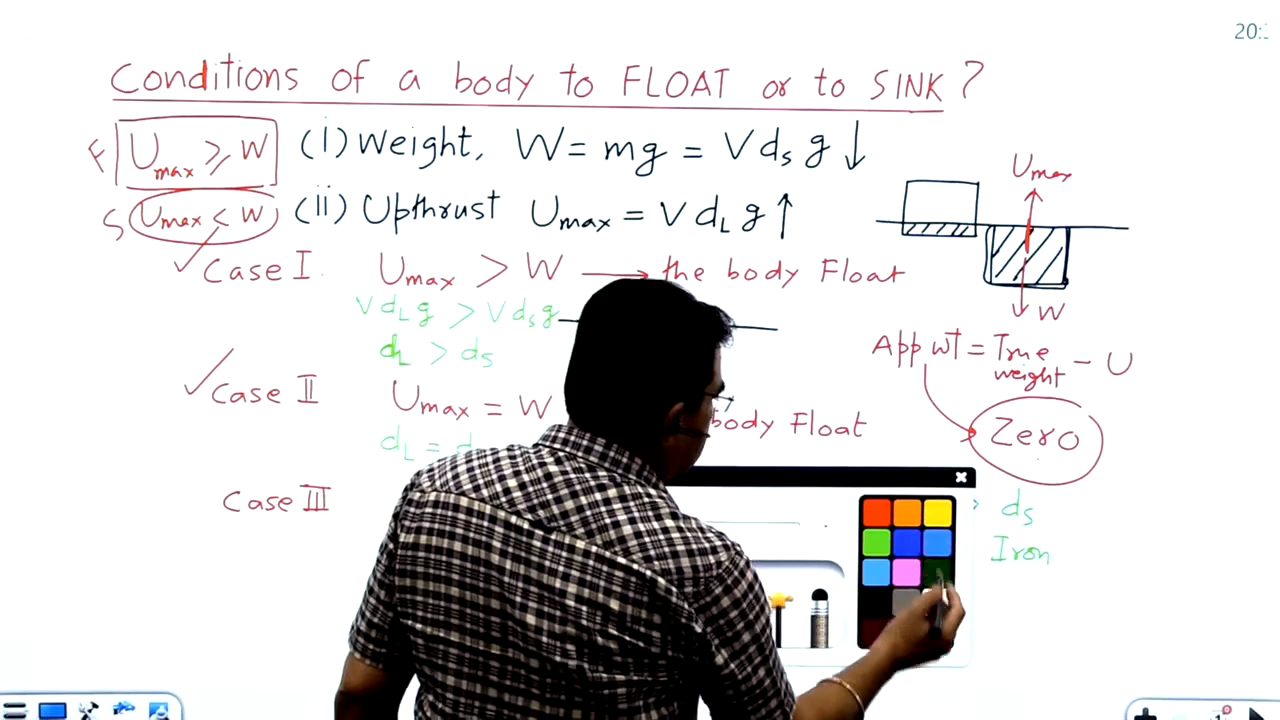 20:
Conditions of a body to FLOAT or to SINK?
F Umax ≥ W (i) Weight, W = mg = V ds g ↓
S Umax < W (ii) Upthrust Umax = V dL g ↑
Umax
W
✓ Case I. Umax > W → the body Float
V dL g > V ds g
dL > ds
App wt = True weight - U
Zero
✓ Case II Umax = W body Float
dL = d
Case III
> ds
Iron